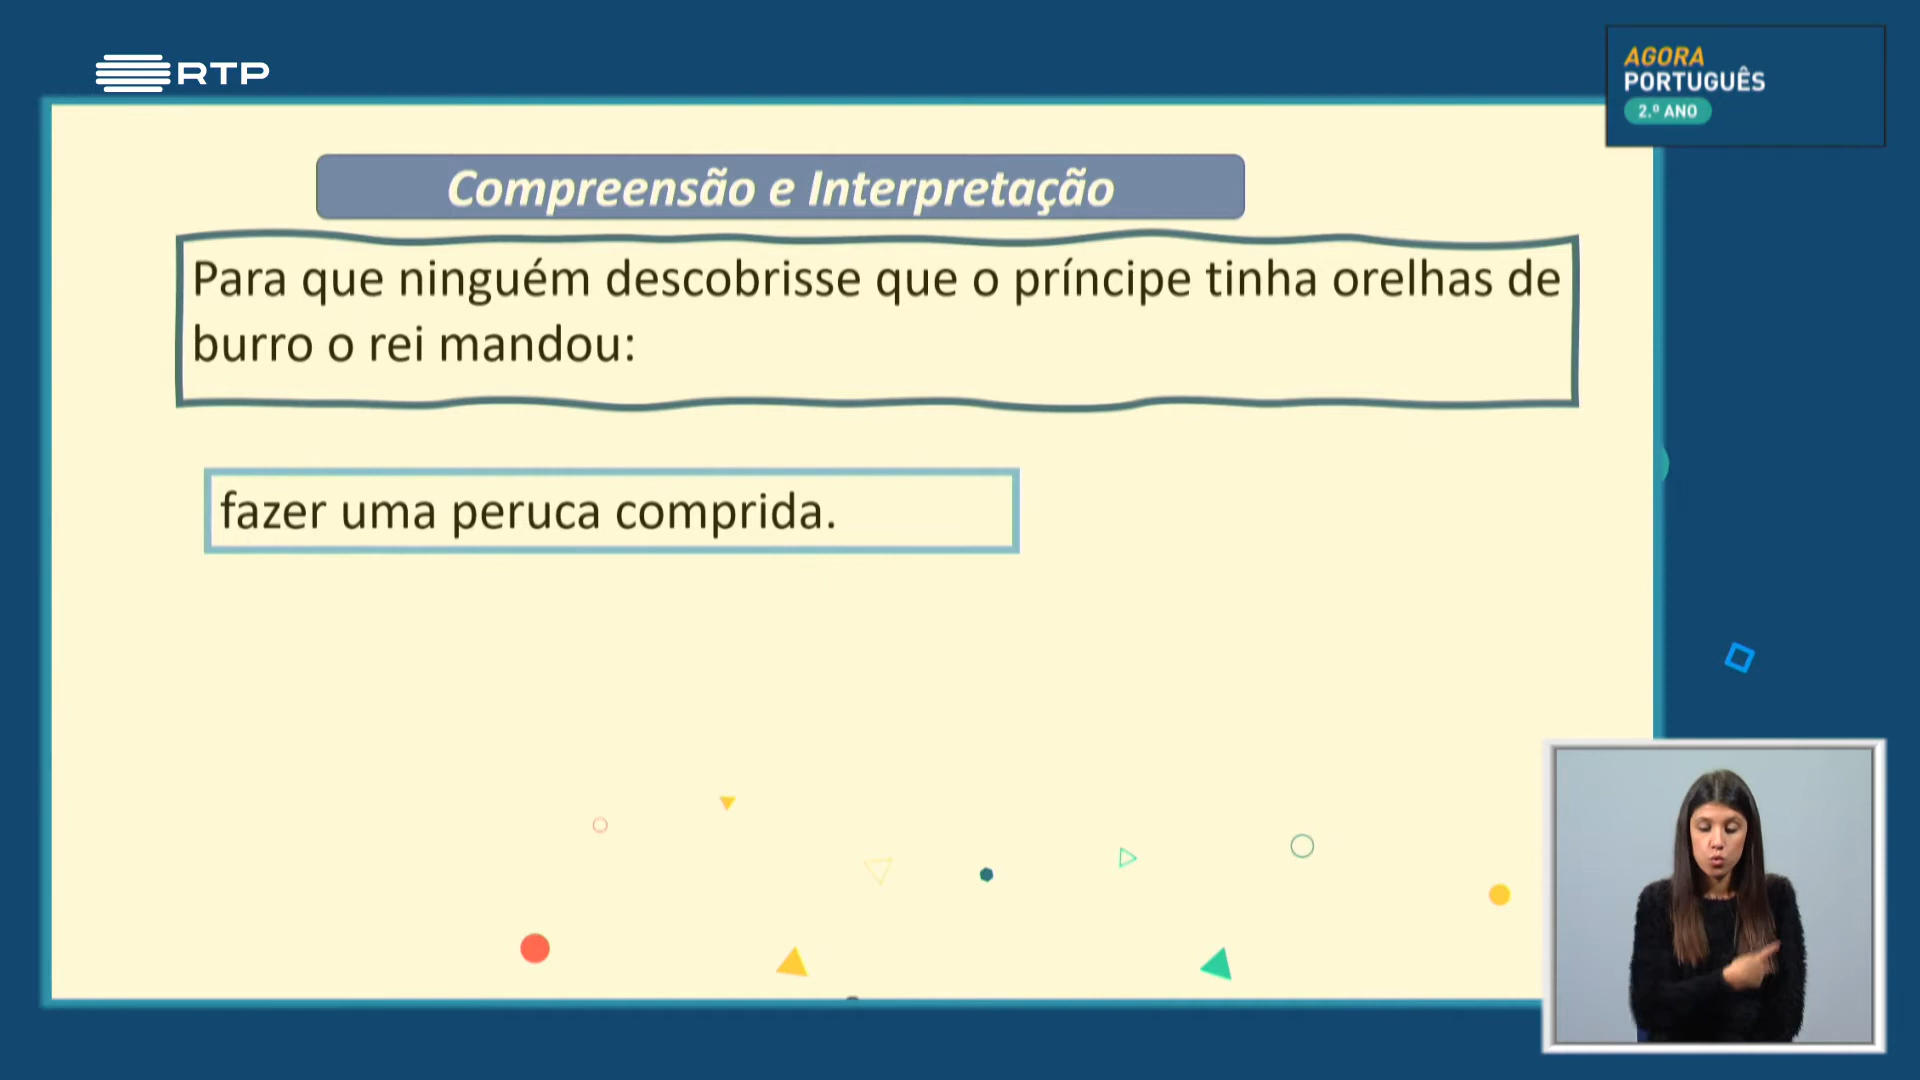 RTP
AGORA
PORTUGUÊS
2.º ANO
Compreensão e Interpretação
Para que ninguém descobrisse que o príncipe tinha orelhas de
burro o rei mandou:
fazer uma peruca comprida.